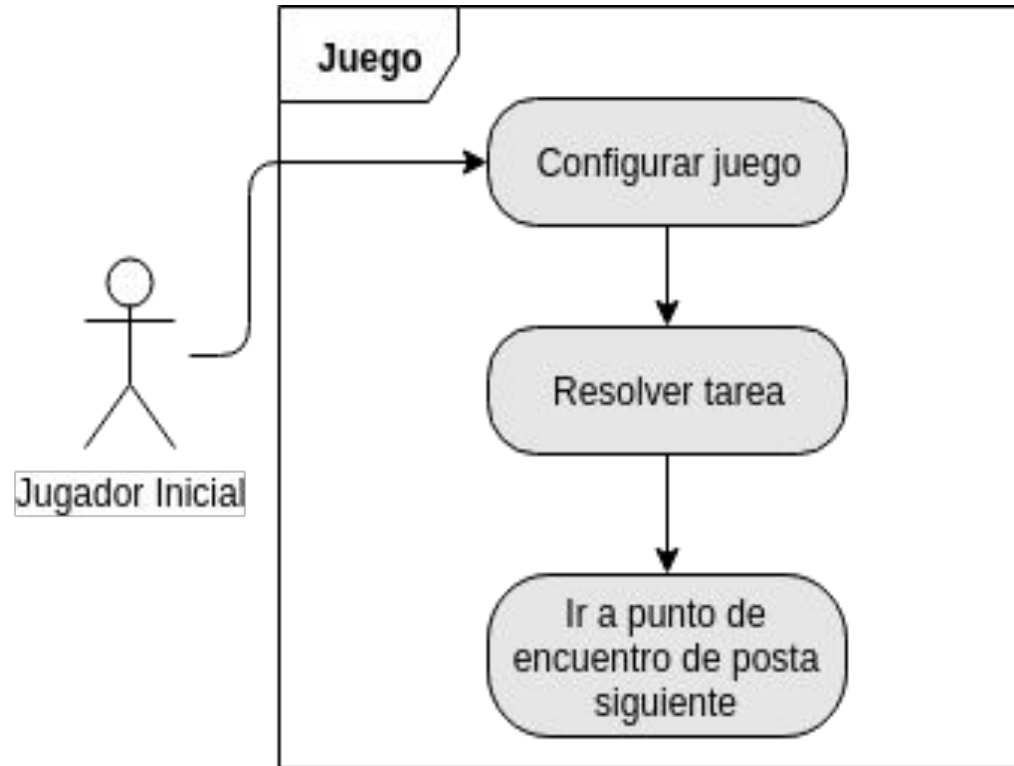 Juego
Configurar juego
Resolver tarea
Jugador Inicial
Ir a punto de
encuentro de posta
siguiente